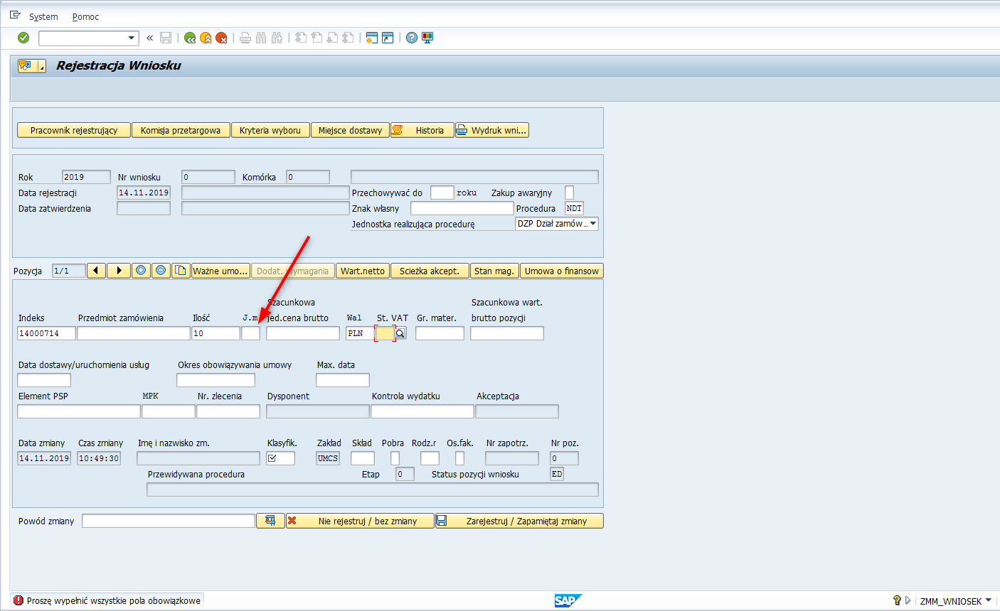 System Pomoc
Rejestracja Wniosku
Pracownik rejestrujący Komisja przetargowa Kryteria wyboru Miejsce dostawy Historia Wydruk wni...
Rok 2019 Nr wniosku 0 Komórka 0
Data rejestracji 14.11.2019 Przechowywać do roku Zakup awaryjny
Data zatwierdzenia Znak własny Procedura NDT
Jednostka realizująca procedurę DZP Dział zamów...
Pozycja 1/1 Ważne umo... Dodat. wymagania Wart.netto Scieżka akcept. Stan mag. Umowa o finansow
Szacunkowa Szacunkowa wart.
Indeks Przedmiot zamówienia Ilość J.m jed.cena brutto Wal St. VAT Gr. mater. brutto pozycji
14000714 10 PLN
Data dostawy/uruchomienia usług Okres obowiązywania umowy Max. data
Element PSP MPK Nr. zlecenia Dysponent Kontrola wydatku Akceptacja
Data zmiany Czas zmiany Imę i nazwisko zm. Klasyfik. Zakład Skład Pobra Rodz.r Os.fak. Nr zapotrz. Nr poz.
14.11.2019 10:49:30 UMCS 0
Przewidywana procedura Etap 0 Status pozycji wniosku ED
Powód zmiany Nie rejestruj / bez zmiany Zarejestruj / Zapamiętaj zmiany
Proszę wypełnić wszystkie pola obowiązkowe SAP ZMM_WNIOSEK